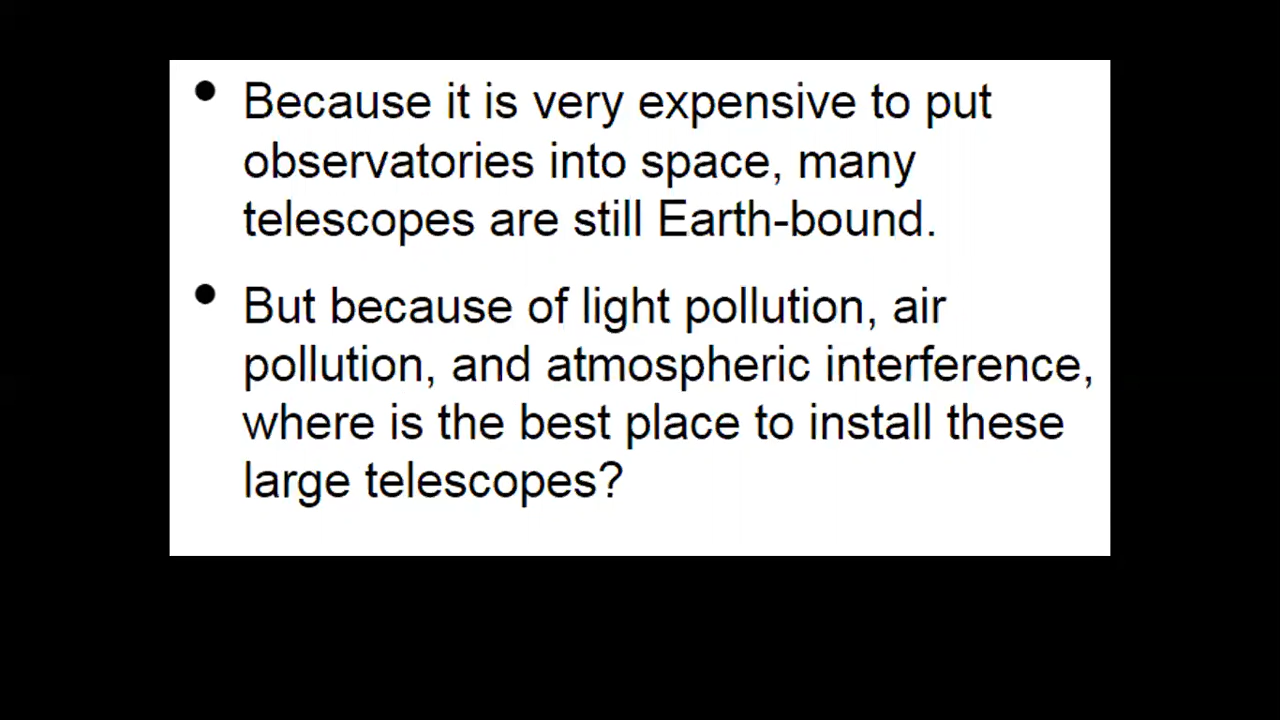 • Because it is very expensive to put
observatories into space, many
telescopes are still Earth-bound.
• But because of light pollution, air
pollution, and atmospheric interference,
where is the best place to install these
large telescopes?